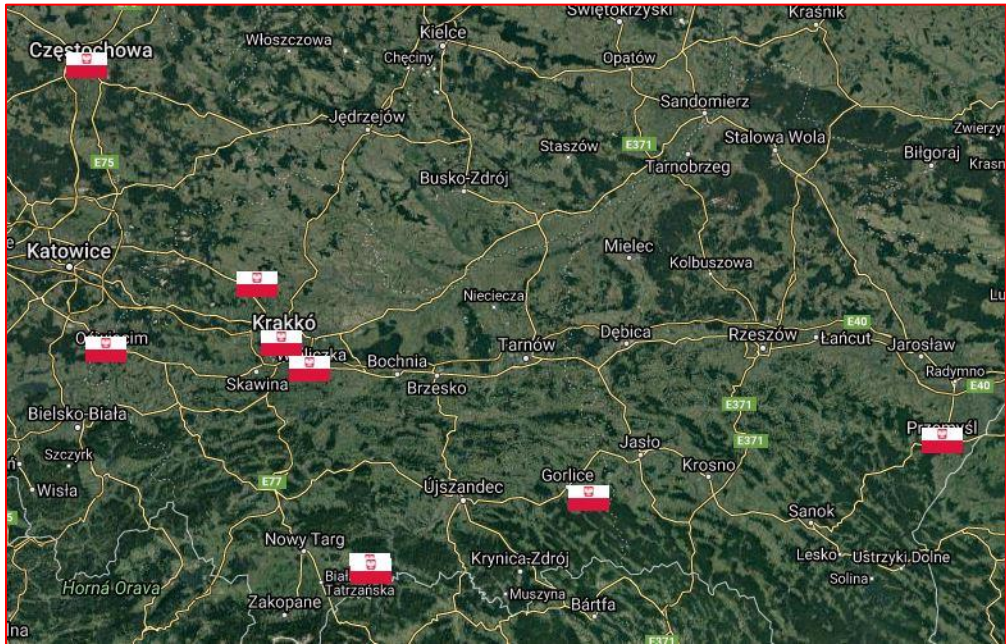 Świętokrzyski
Kraśnik
Częstochowa
Włoszczowa
Kielce
Chęciny
Opatów
Sandomierz
Jędrzejów
Stalowa Wola
Zwierzyn
E75
Staszów
E371
Tarnobrzeg
Biłgoraj
Krasn
Busko-Zdrój
Katowice
Mielec
Kolbuszowa
Nieciecza
Lu
Krakkó
E40
Oświęcim
Wieliczka
Bochnia
Tarnów
Dębica
Rzeszów
Łańcut
Jarosław
Skawina
Brzesko
Radymno
E40
Bielsko-Biała
E371
Przemyśl
Szczyrk
Jasło
E371
Wisła
E77
Újszandec
Gorlice
Krosno
Sanok
Nowy Targ
Krynica-Zdrój
Lesko
Ustrzyki Dolne
Horná Orava
Biał
Tatrzańska
Muszyna
Solina
Zakopane
Bártfa
lna
E371